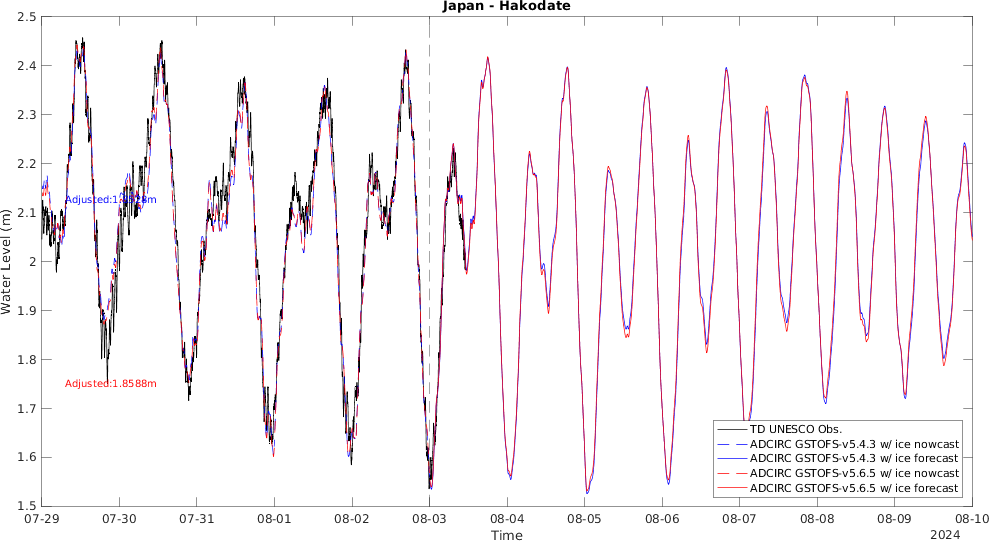 Japan - Hakodate
2.5
2.4
2.3
2.2
2.1
2
1.9
1.8
1.7
1.6
1.5
Water Level (m)
Adjusted:1.8588m
TD UNESCO Obs.
ADCIRC GSTOFS-v5.4.3 w/ ice nowcast
ADCIRC GSTOFS-v5.4.3 w/ ice forecast
ADCIRC GSTOFS-v5.6.5 w/ ice nowcast
ADCIRC GSTOFS-v5.6.5 w/ ice forecast
07-29 07-30 07-31 08-01 08-02 08-03 08-04 08-05 08-06 08-07 08-08 08-09 08-10
Time
2024